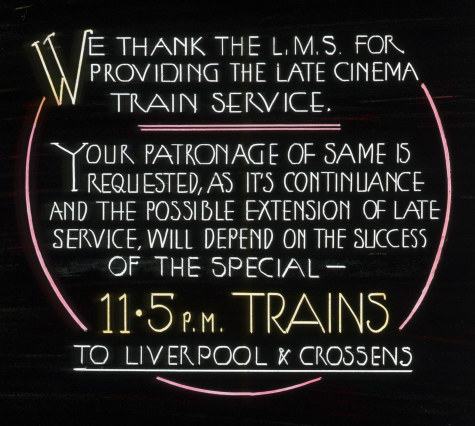 WE THANK THE L.M.S. FOR
PROVIDING THE LATE CINEMA
TRAIN SERVICE.
YOUR PATRONAGE OF SAME IS
REQUESTED, AS IT'S CONTINUANCE
AND THE POSSIBLE EXTENSION OF LATE
SERVICE, WILL DEPEND ON THE SUCCESS
OF THE SPECIAL —
11·5 P.M. TRAINS
TO LIVERPOOL & CROSSENS